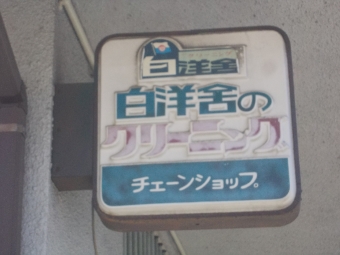 白洋舍
白洋舍の
クリーニング
チェーンショップ。